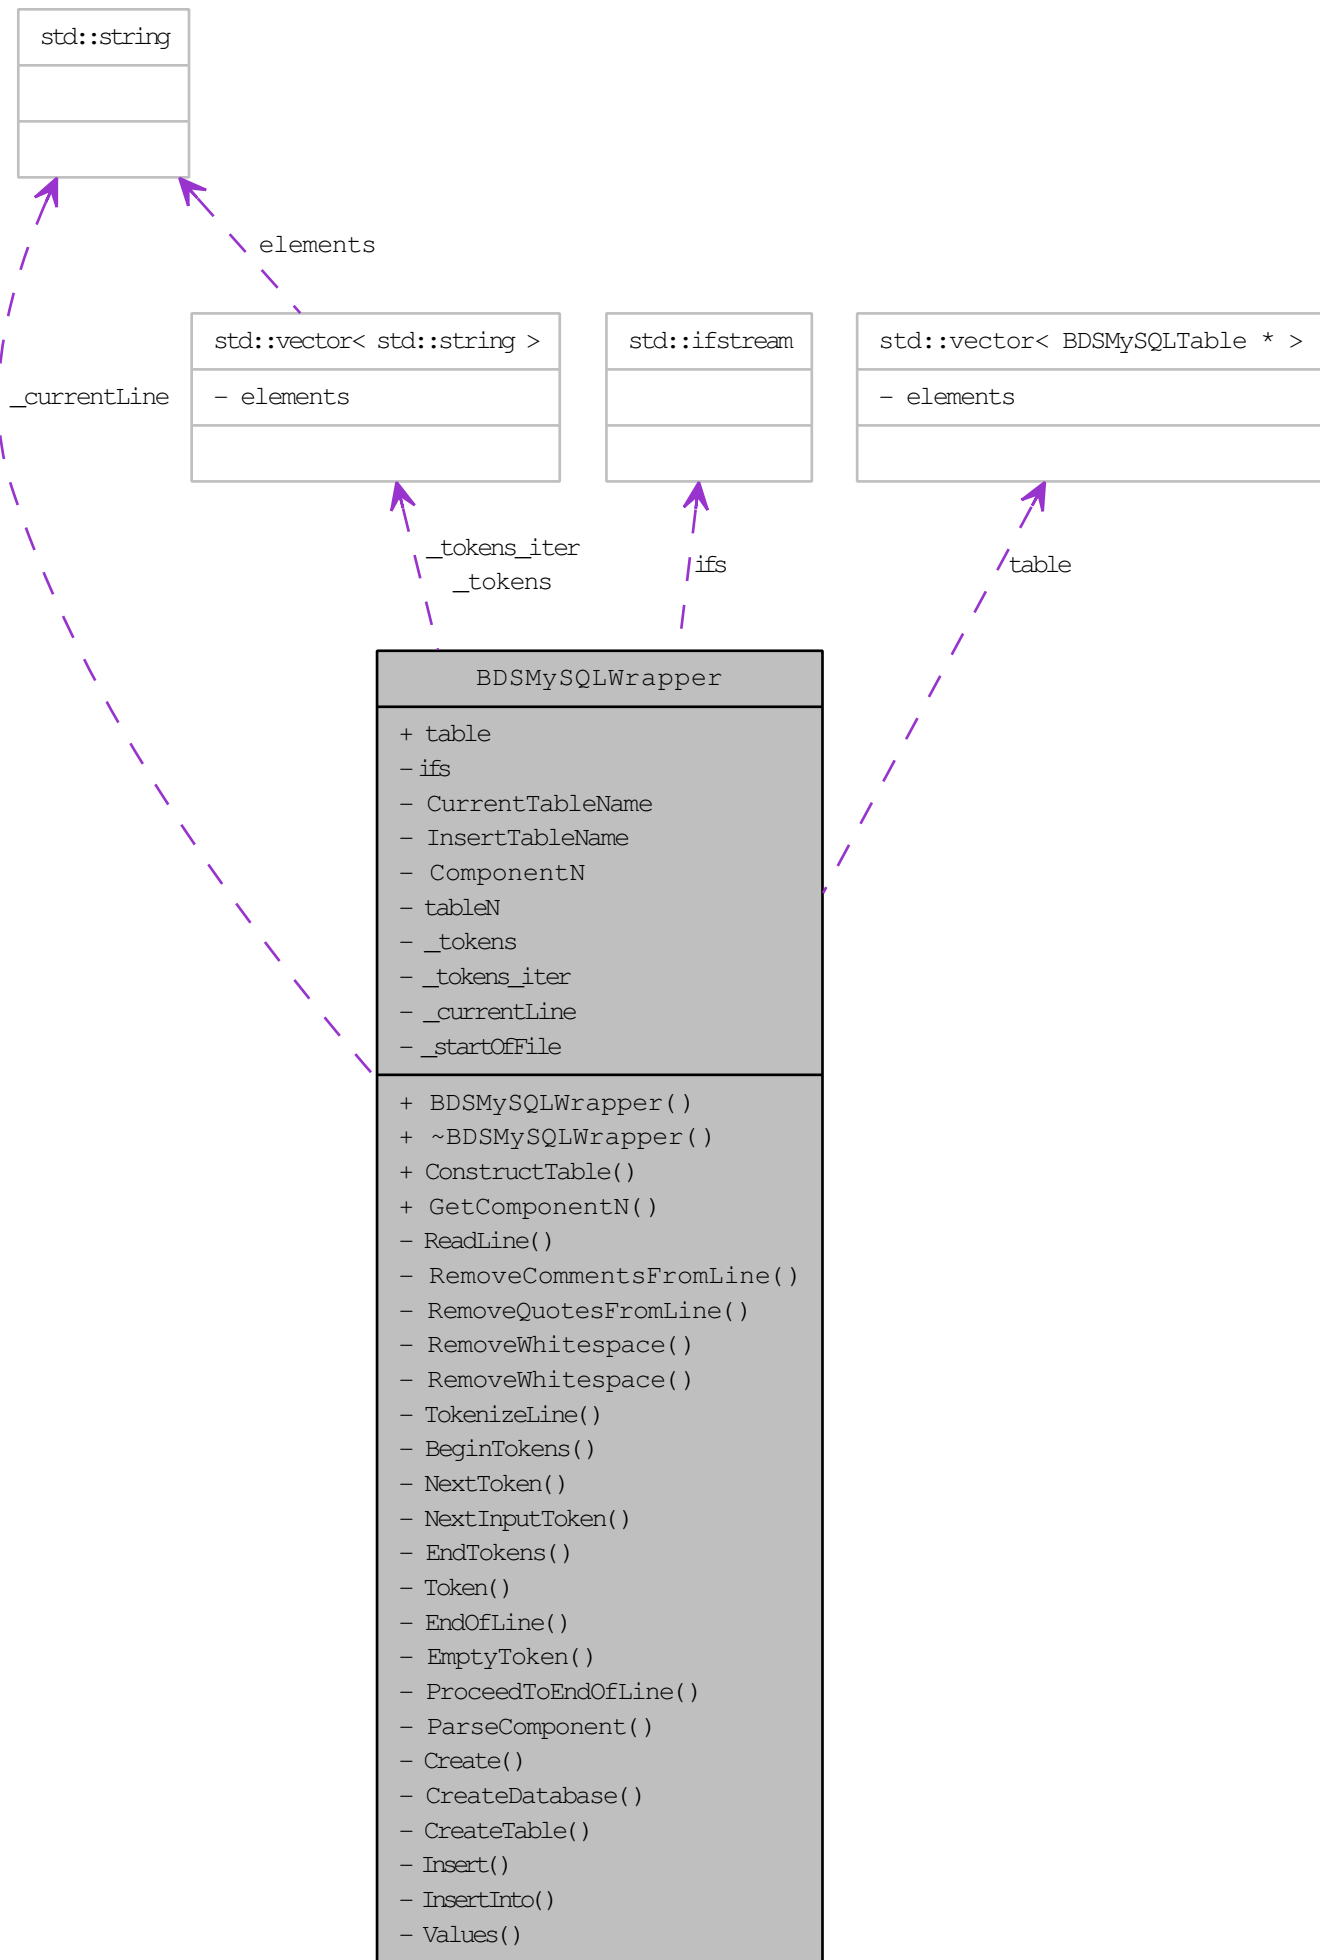 std::string
elements
std::vector< std::string >
- elements
std::ifstream
std::vector< BDSMySQLTable * >
- elements
_currentLine
_tokens_iter
_tokens
ifs
table
BDSMySQLWrapper
+ table
- ifs
- CurrentTableName
- InsertTableName
- ComponentN
- tableN
- _tokens
- _tokens_iter
- _currentLine
- _startOfFile
+ BDSMySQLWrapper()
+ ~BDSMySQLWrapper()
+ ConstructTable()
+ GetComponentN()
- ReadLine()
- RemoveCommentsFromLine()
- RemoveQuotesFromLine()
- RemoveWhitespace()
- RemoveWhitespace()
- TokenizeLine()
- BeginTokens()
- NextToken()
- NextInputToken()
- EndTokens()
- Token()
- EndOfLine()
- EmptyToken()
- ProceedToEndOfLine()
- ParseComponent()
- Create()
- CreateDatabase()
- CreateTable()
- Insert()
- InsertInto()
- Values()